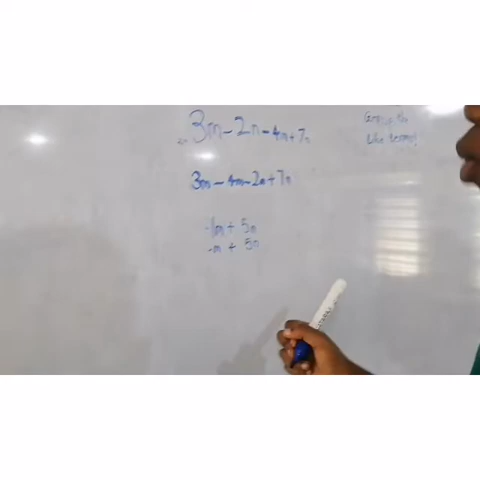 3m - 2n - 4m + 7n
Group the
like terms!
3m - 4m - 2n + 7n
-1m + 5n
-m + 5n